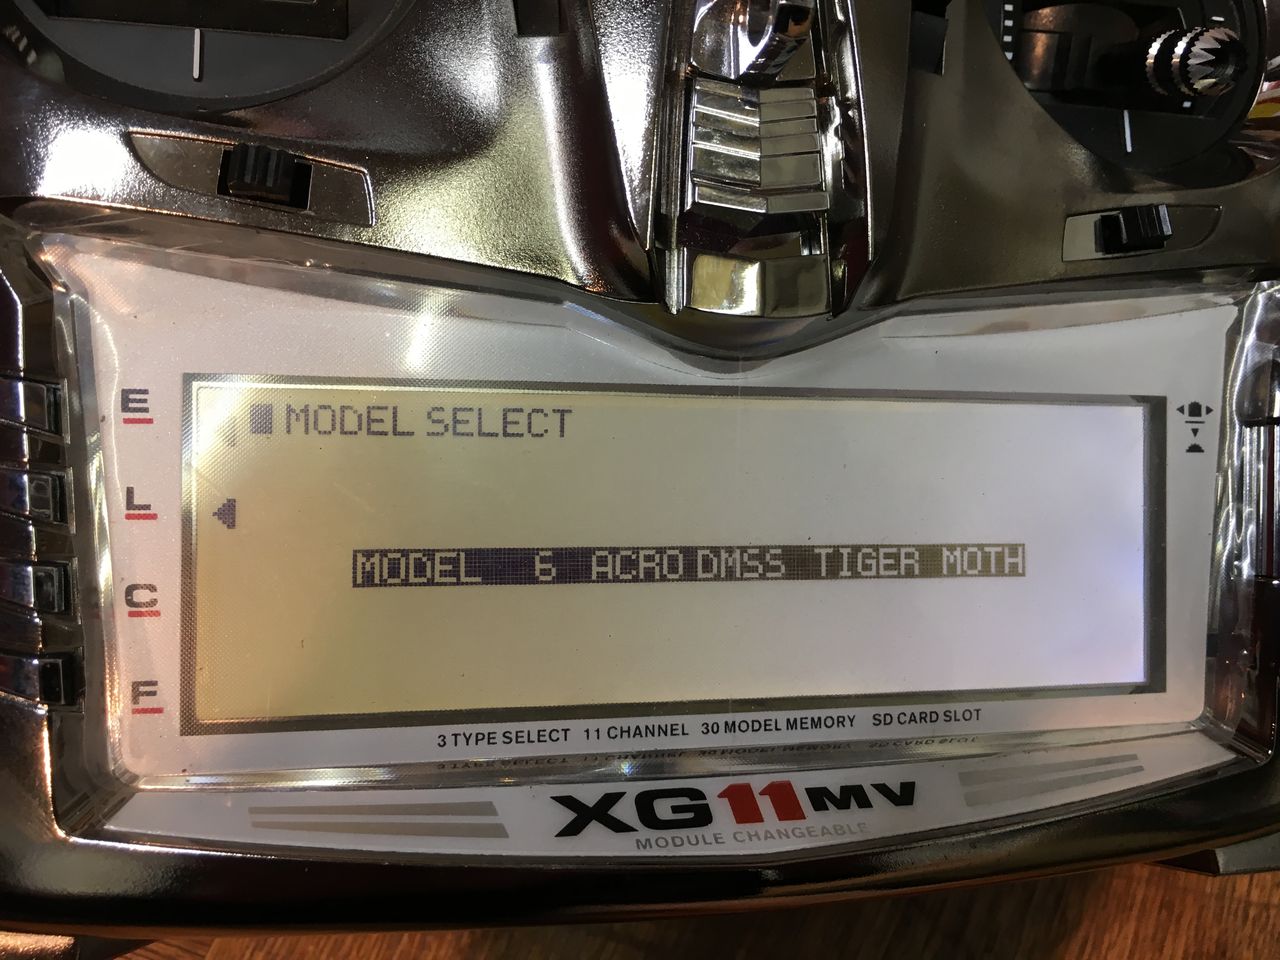 MODEL SELECT
E
L
MODEL 6 ACRO DMSS TIGER MOTH
C
F
3 TYPE SELECT 11 CHANNEL 30 MODEL MEMORY SD CARD SLOT
XG11MV
MODULE CHANGEABLE